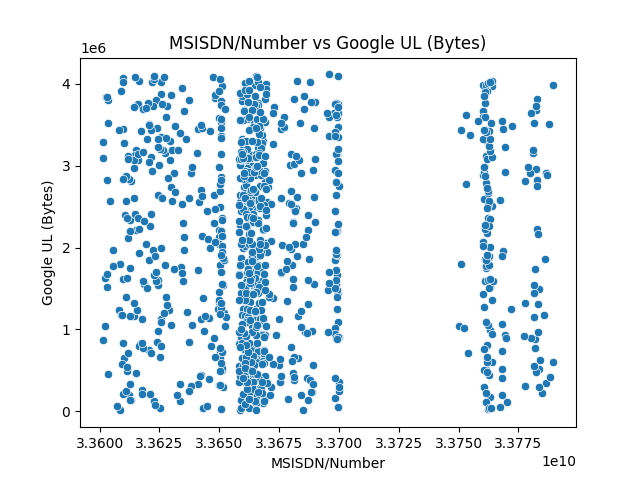 MSISDN/Number vs Google UL (Bytes)
1e6
4
3
2
1
0
Google UL (Bytes)
3.3600 3.3625 3.3650 3.3675 3.3700 3.3725 3.3750 3.3775
1e10
MSISDN/Number